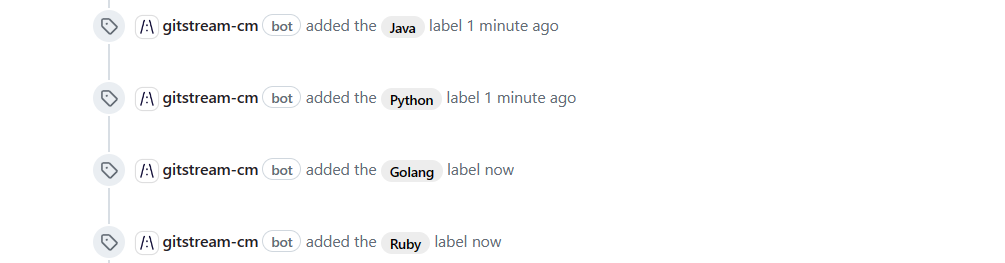 /:\ gitstream-cm bot added the Java label 1 minute ago
/:\ gitstream-cm bot added the Python label 1 minute ago
/:\ gitstream-cm bot added the Golang label now
/:\ gitstream-cm bot added the Ruby label now